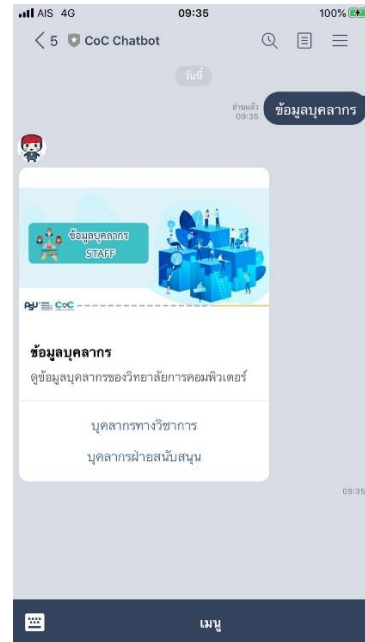 AIS 4G 09:35 100%
5 CoC Chatbot
วันนี้
อ่านแล้ว
09:35
ข้อมูลบุคลากร
ข้อมูลบุคลากร
STAFF
PSU CoC
ข้อมูลบุคลากร
ดูข้อมูลบุคลากรของวิทยาลัยการคอมพิวเตอร์
บุคลากรทางวิชาการ
บุคลากรฝ่ายสนับสนุน
09:35
เมนู